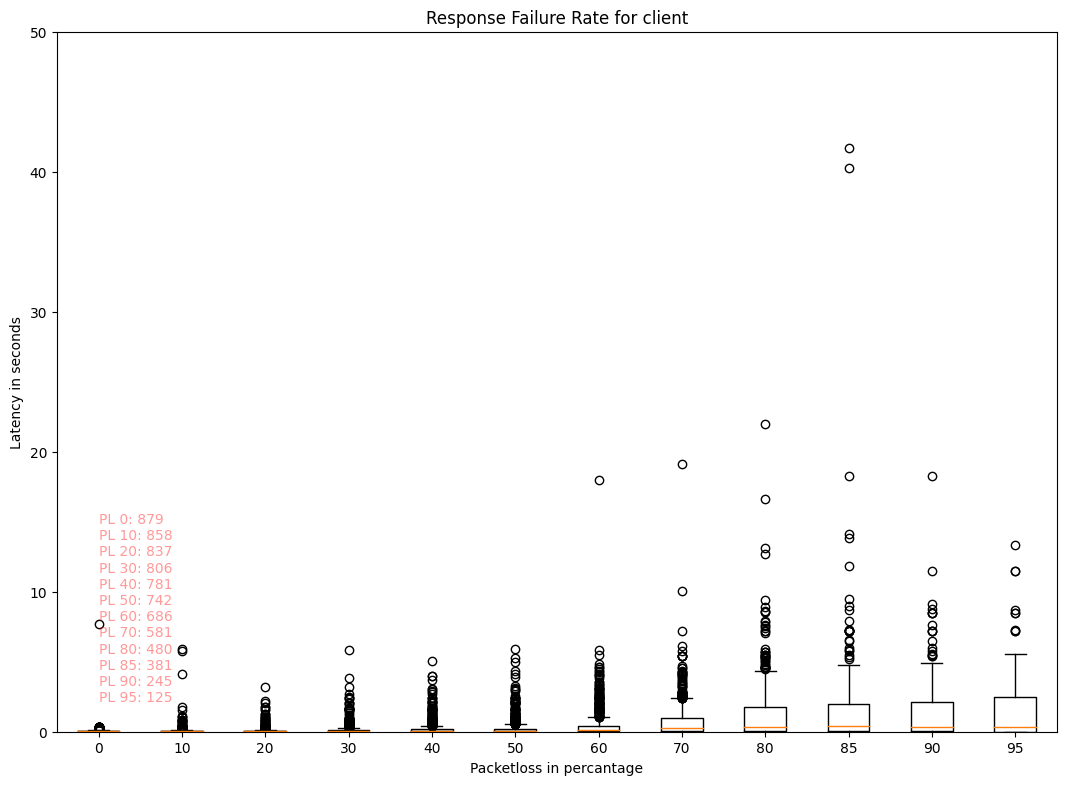 Response Failure Rate for client
50
40
30
20
10
0
Latency in seconds
PL 0: 879
PL 10: 858
PL 20: 837
PL 30: 806
PL 40: 781
PL 50: 742
PL 60: 686
PL 70: 581
PL 80: 480
PL 85: 381
PL 90: 245
PL 95: 125
0 10 20 30 40 50 60 70 80 85 90 95
Packetloss in percantage